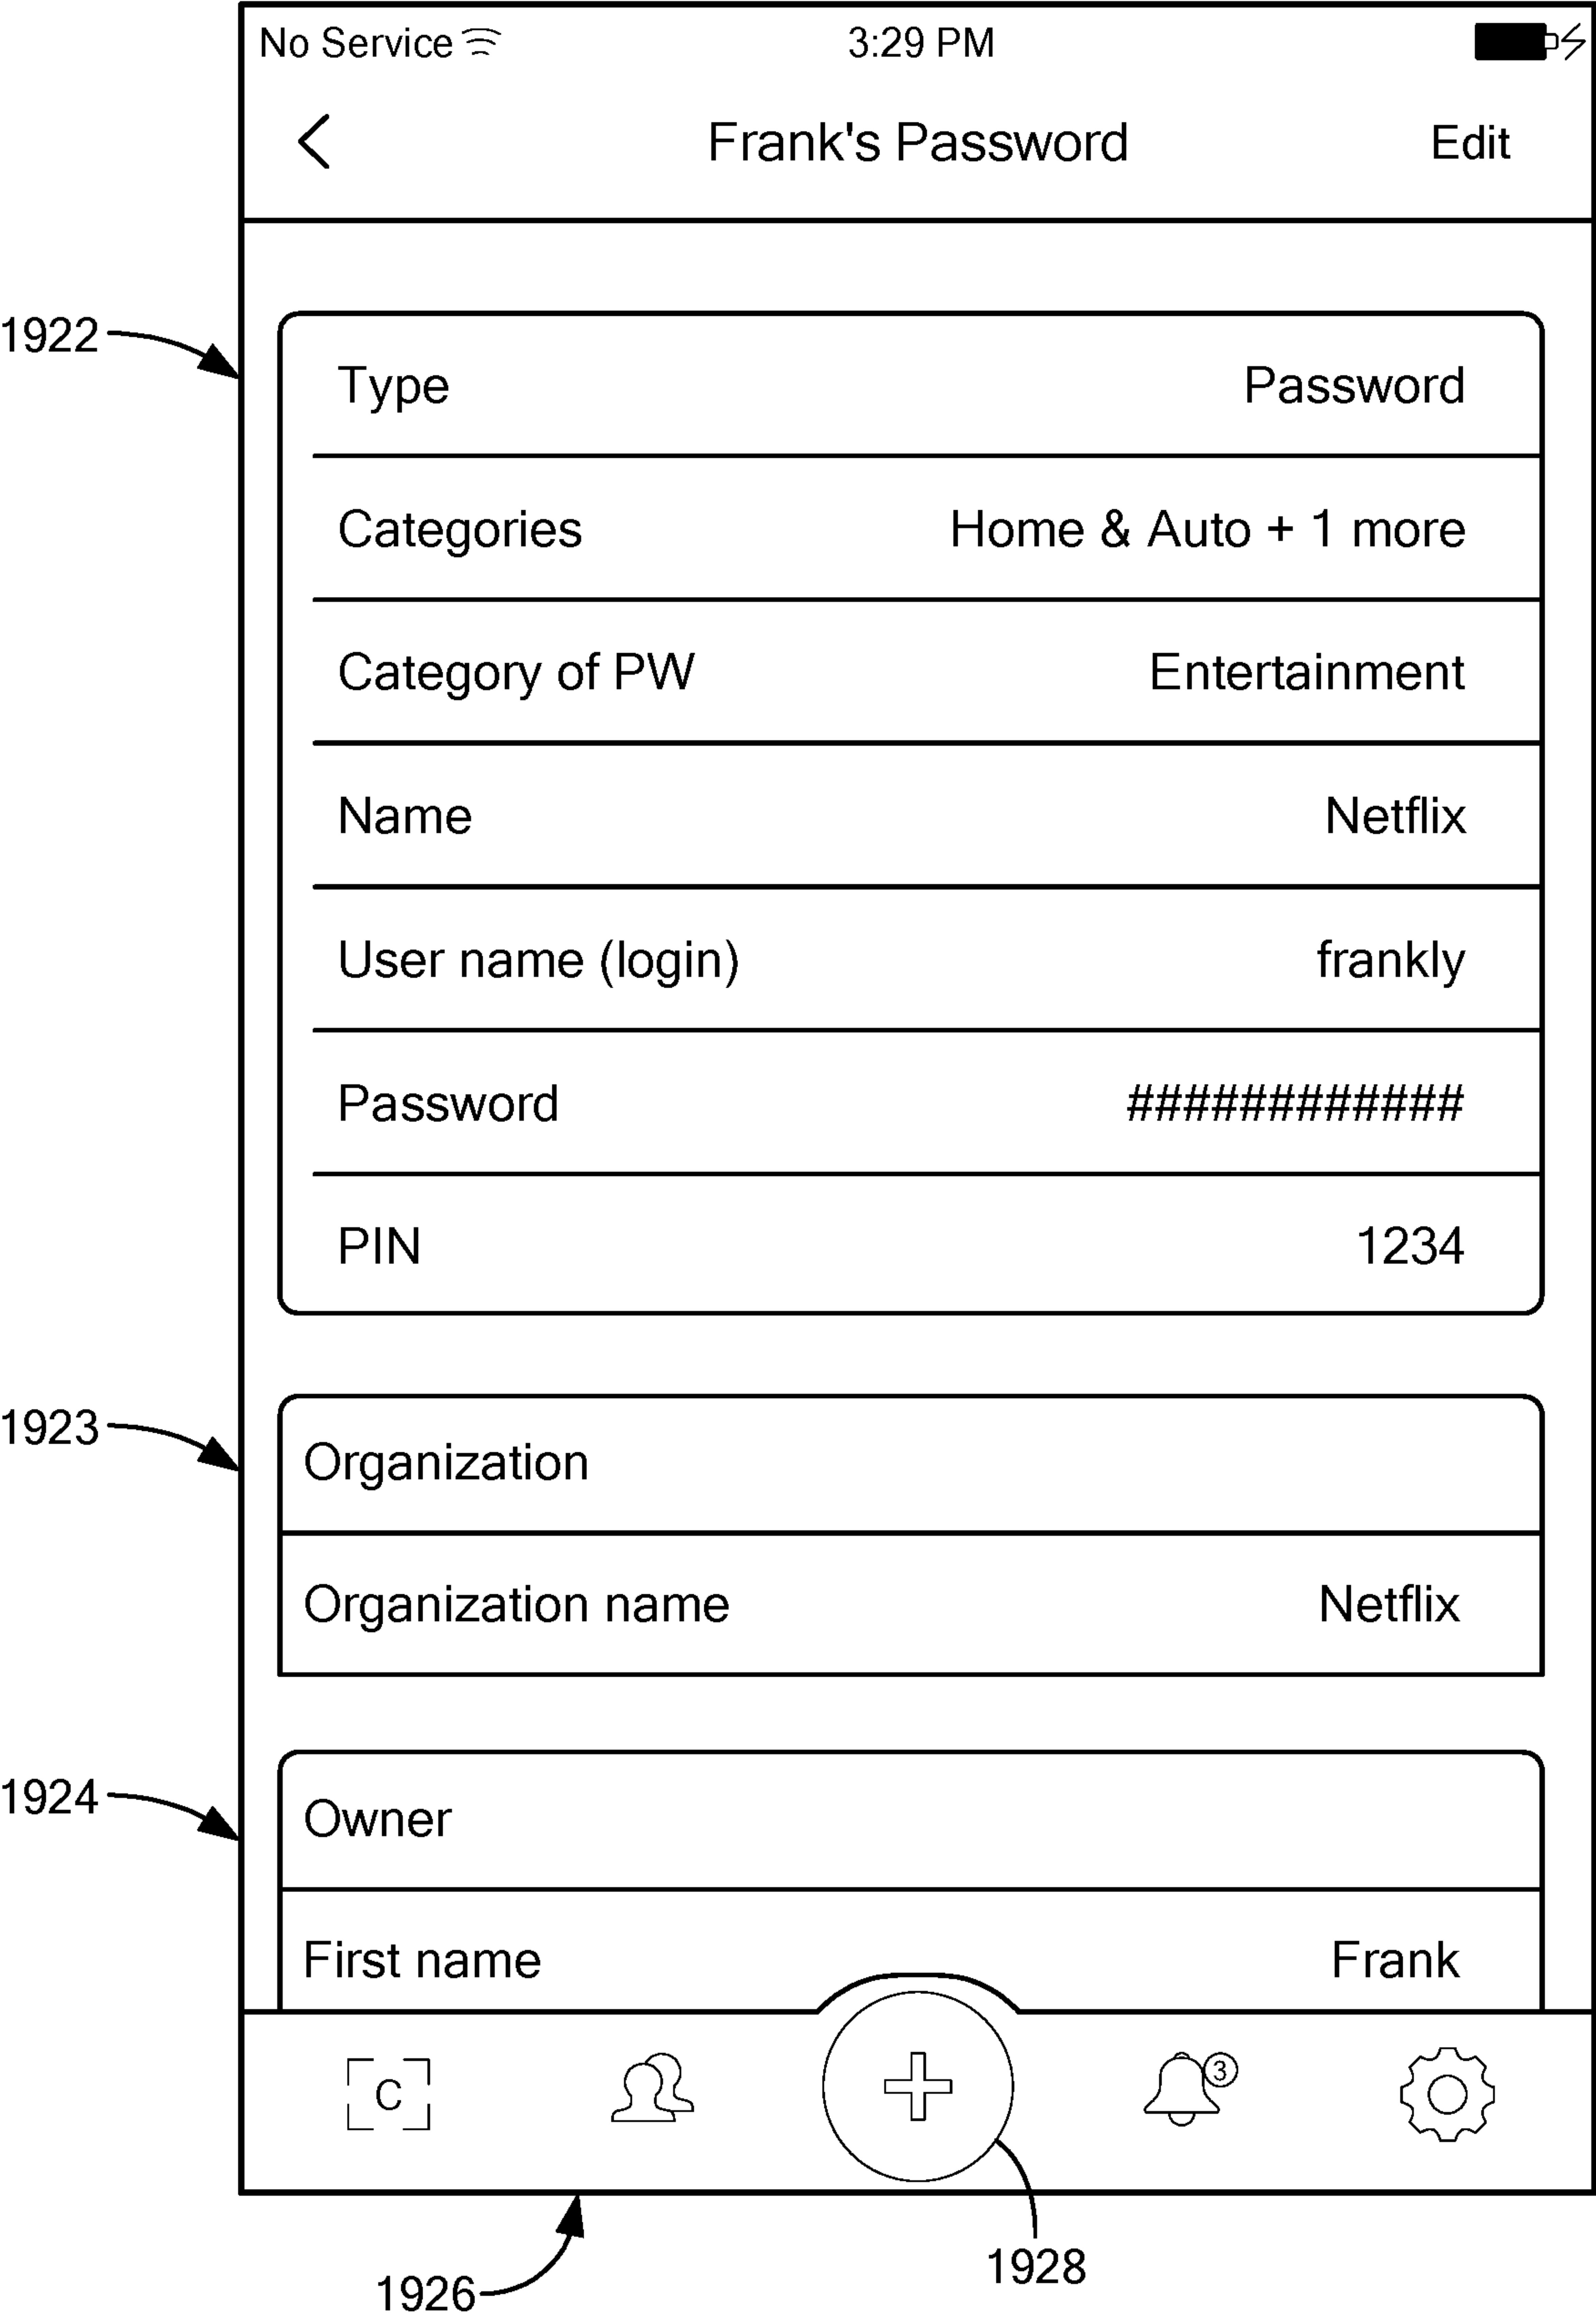 No Service 3:29 PM
Frank's Password Edit
1922
Type Password
Categories Home & Auto + 1 more
Category of PW Entertainment
Name Netflix
User name (login) frankly
Password ############
PIN 1234
1923
Organization
Organization name Netflix
1924
Owner
First name Frank
C
3
1928
1926